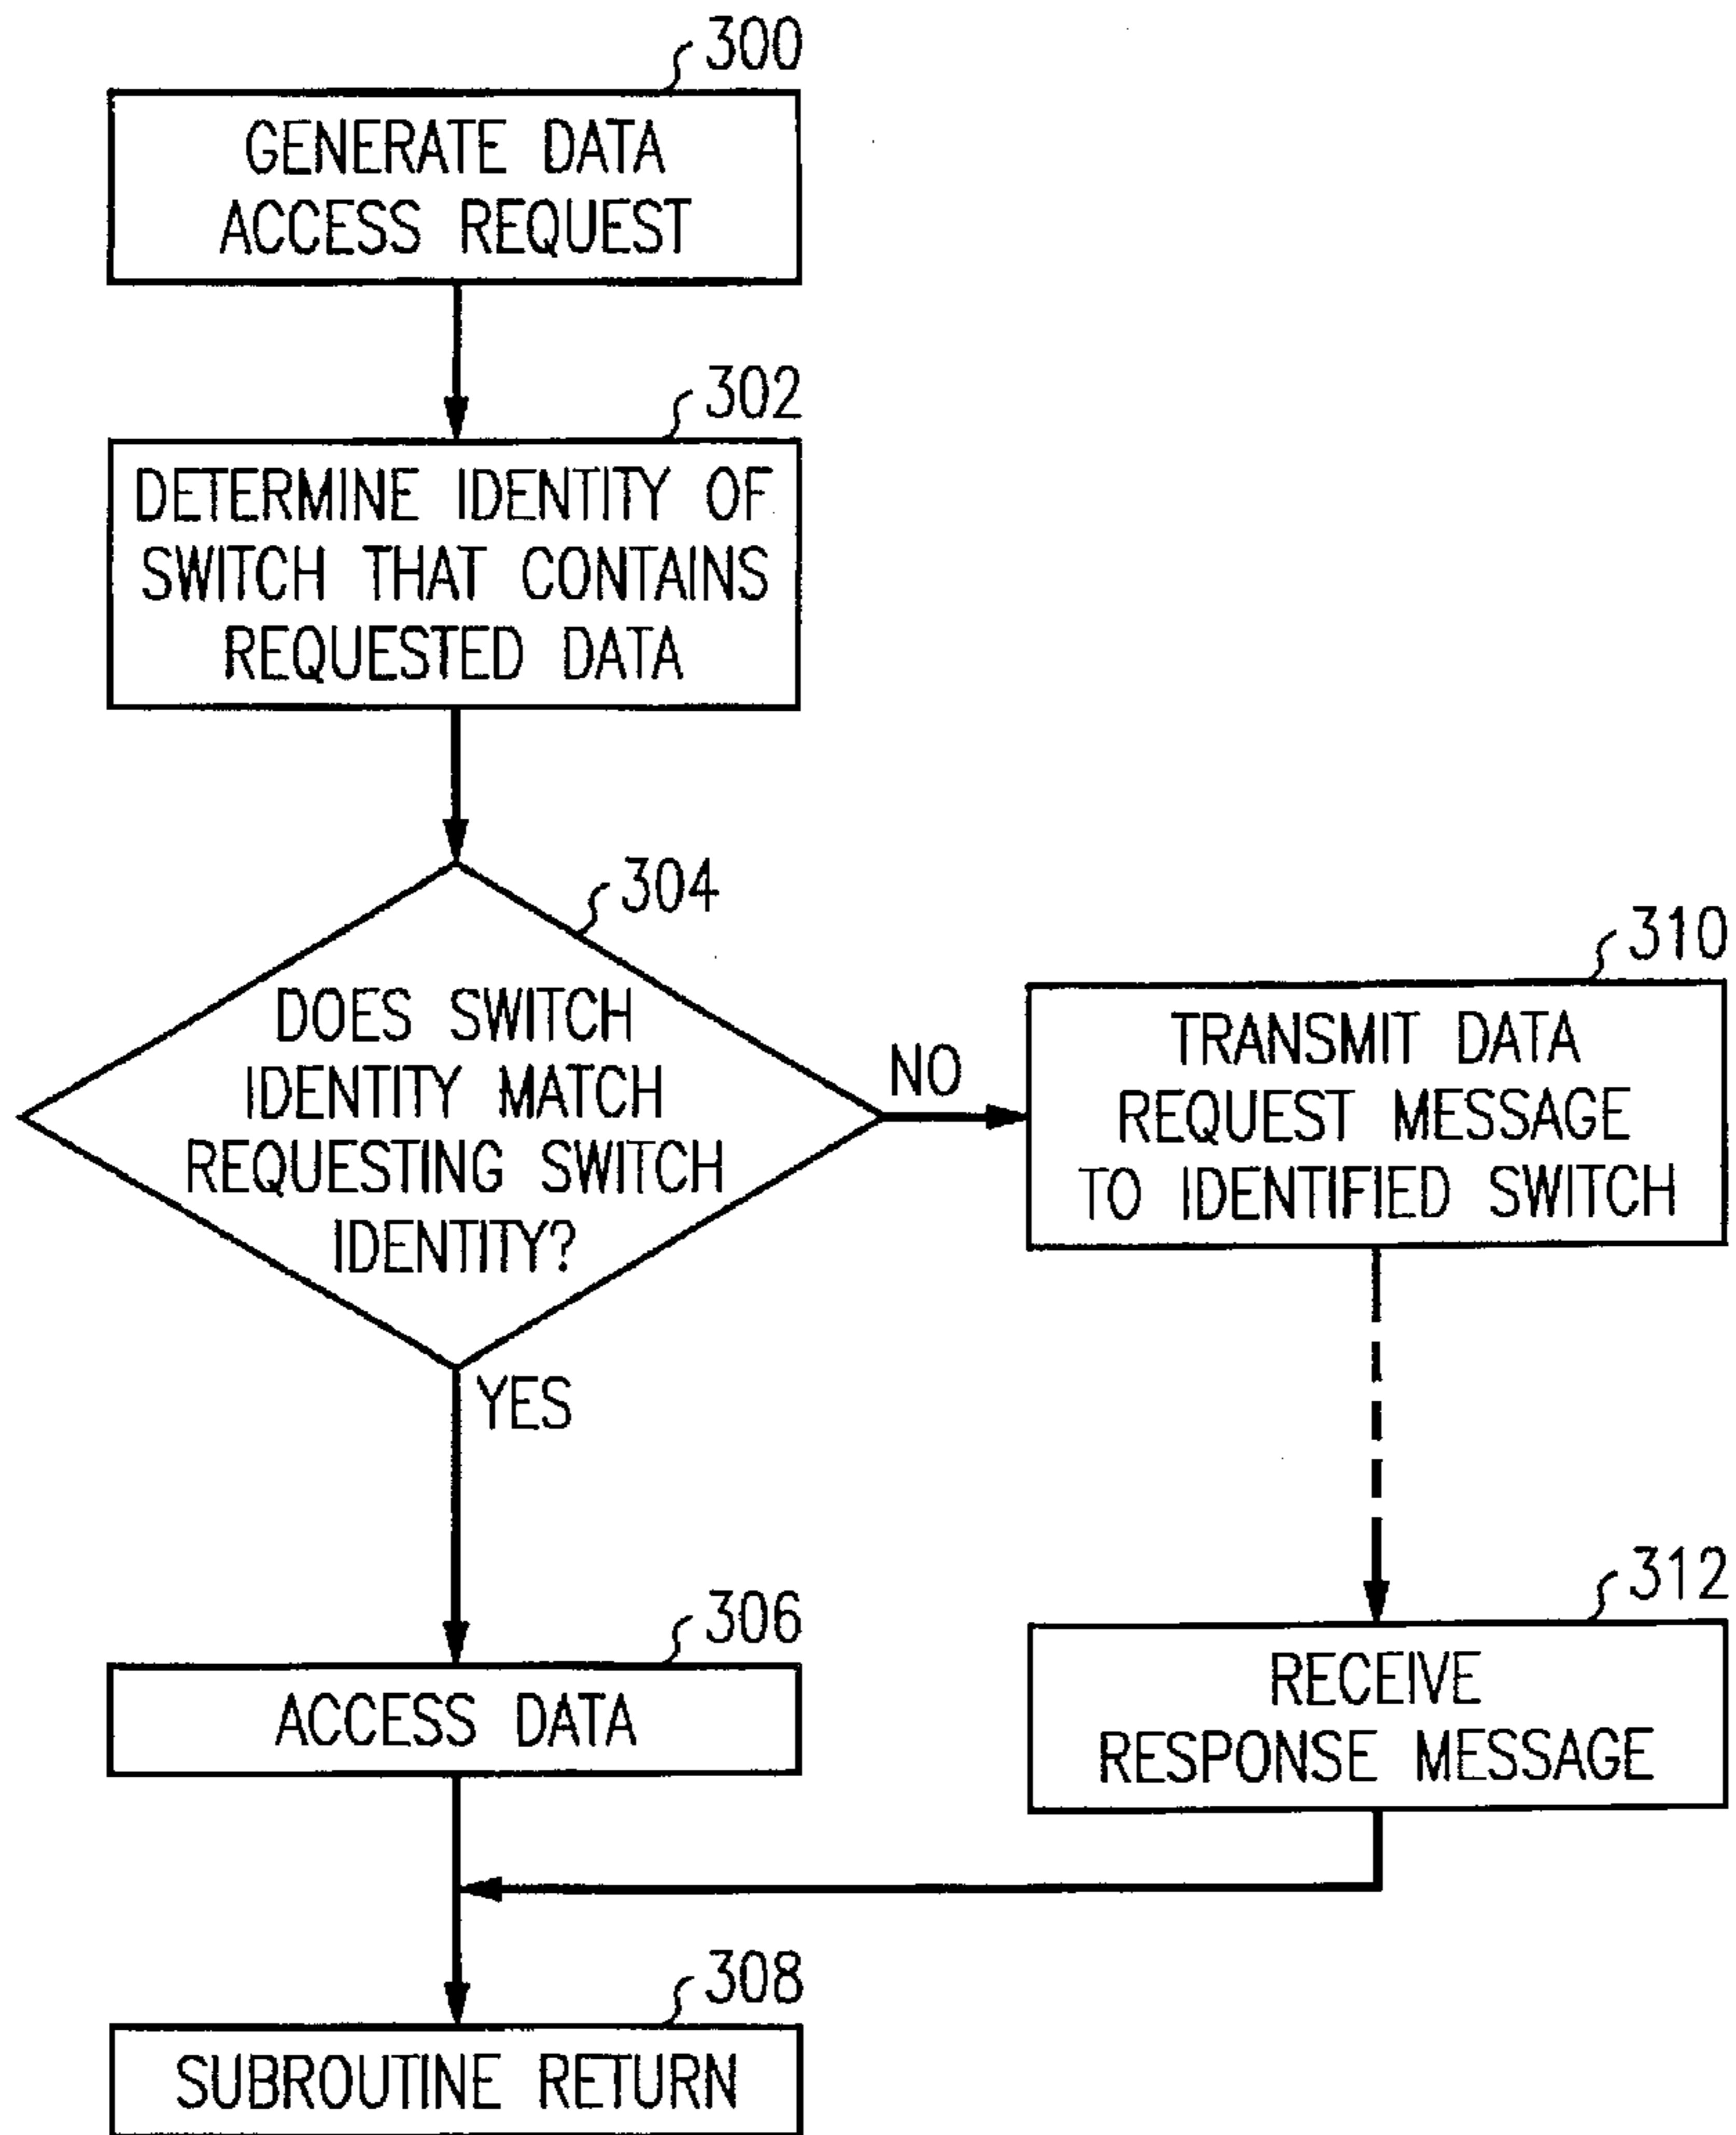 300
GENERATE DATA
ACCESS REQUEST
302
DETERMINE IDENTITY OF
SWITCH THAT CONTAINS
REQUESTED DATA
304
DOES SWITCH
IDENTITY MATCH
REQUESTING SWITCH
IDENTITY?
NO
YES
310
TRANSMIT DATA
REQUEST MESSAGE
TO IDENTIFIED SWITCH
306
ACCESS DATA
312
RECEIVE
RESPONSE MESSAGE
308
SUBROUTINE RETURN